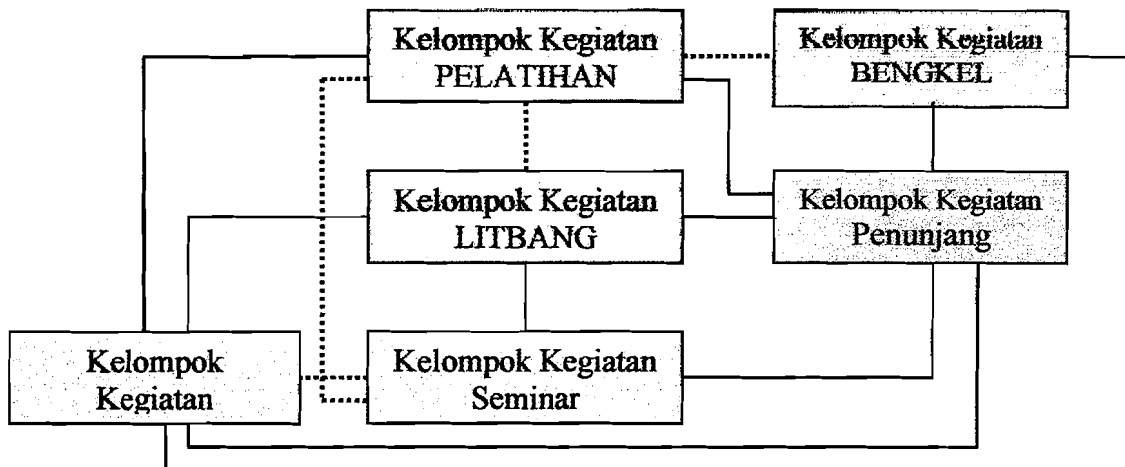 Kelompok Kegiatan
PELATIHAN
Kelompok Kegiatan
BENGKEL
Kelompok Kegiatan
LITBANG
Kelompok Kegiatan
Penunjang
Kelompok
Kegiatan
Kelompok Kegiatan
Seminar